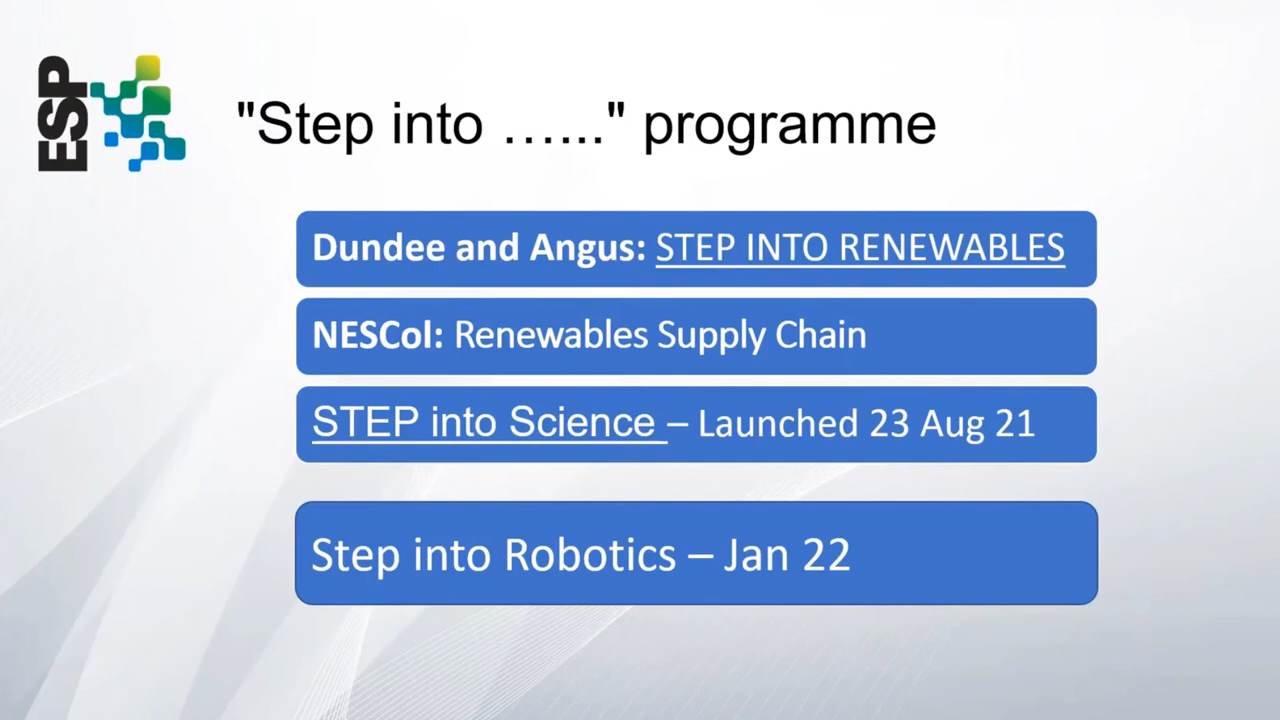 ESP
"Step into …..." programme
Dundee and Angus: STEP INTO RENEWABLES
NESCol: Renewables Supply Chain
STEP into Science – Launched 23 Aug 21
Step into Robotics – Jan 22